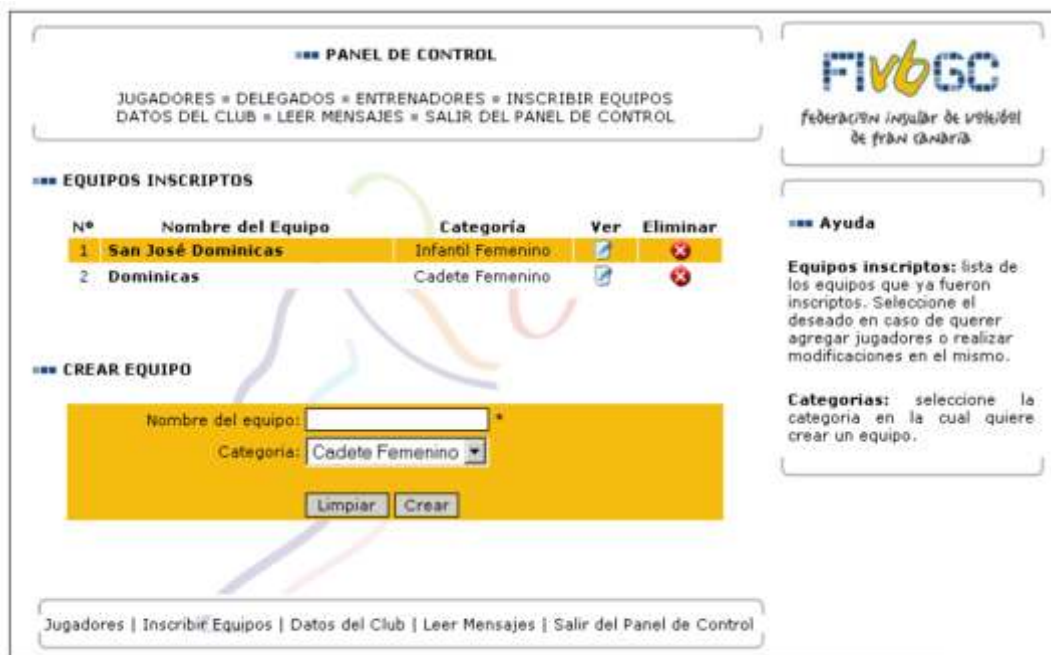 PANEL DE CONTROL
JUGADORES DELEGADOS ENTRENADORES INSCRIBIR EQUIPOS
DATOS DEL CLUB LEER MENSAJES SALIR DEL PANEL DE CONTROL
FIVbGC
federación insular de voleibol
de gran canaria
EQUIPOS INSCRIPTOS
Nº Nombre del Equipo Categoría Ver Eliminar
1 San José Dominicas Infantil Femenino
2 Dominicas Cadete Femenino
CREAR EQUIPO
Nombre del equipo: *
Categoría: Cadete Femenino
Limpiar Crear
Ayuda
Equipos inscriptos: lista de
los equipos que ya fueron
inscriptos. Seleccione el
deseado en caso de querer
agregar jugadores o realizar
modificaciones en el mismo.
Categorias: seleccione la
categoria en la cual quiere
crear un equipo.
Jugadores | Inscribir Equipos | Datos del Club | Leer Mensajes | Salir del Panel de Control